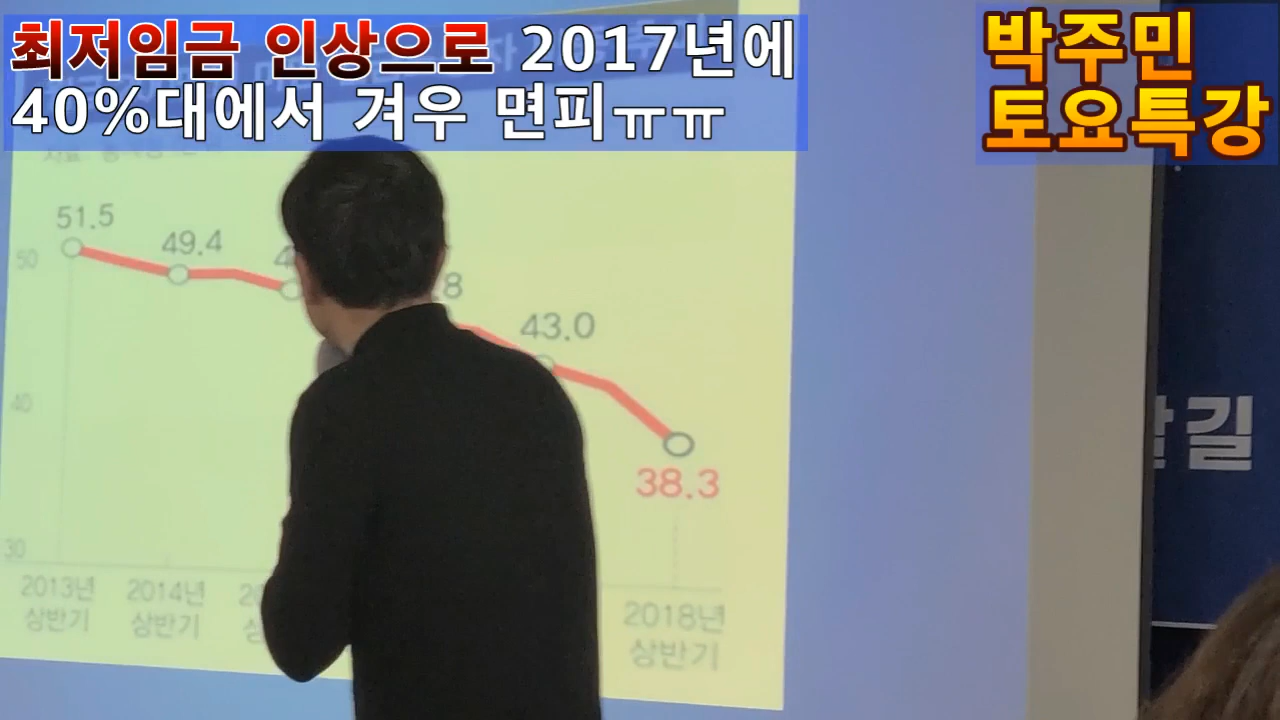 최저임금 인상으로 2017년에
40%대에서 겨우 면피ㅠㅠ
박주민
토요특강
51.5
49.4
43.0
38.3
50
40
30
2013년
상반기
2014년
상반기
2018년
상반기
길